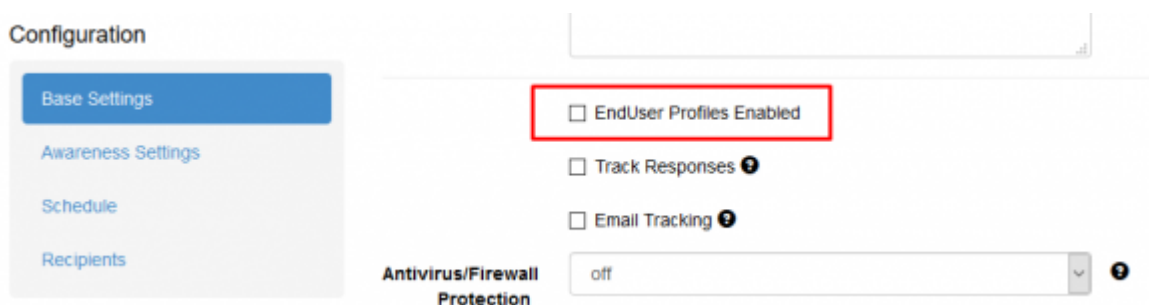 Configuration
Base Settings
Awareness Settings
Schedule
Recipients
EndUser Profiles Enabled
Track Responses ?
Email Tracking ?
Antivirus/Firewall
Protection
off
?